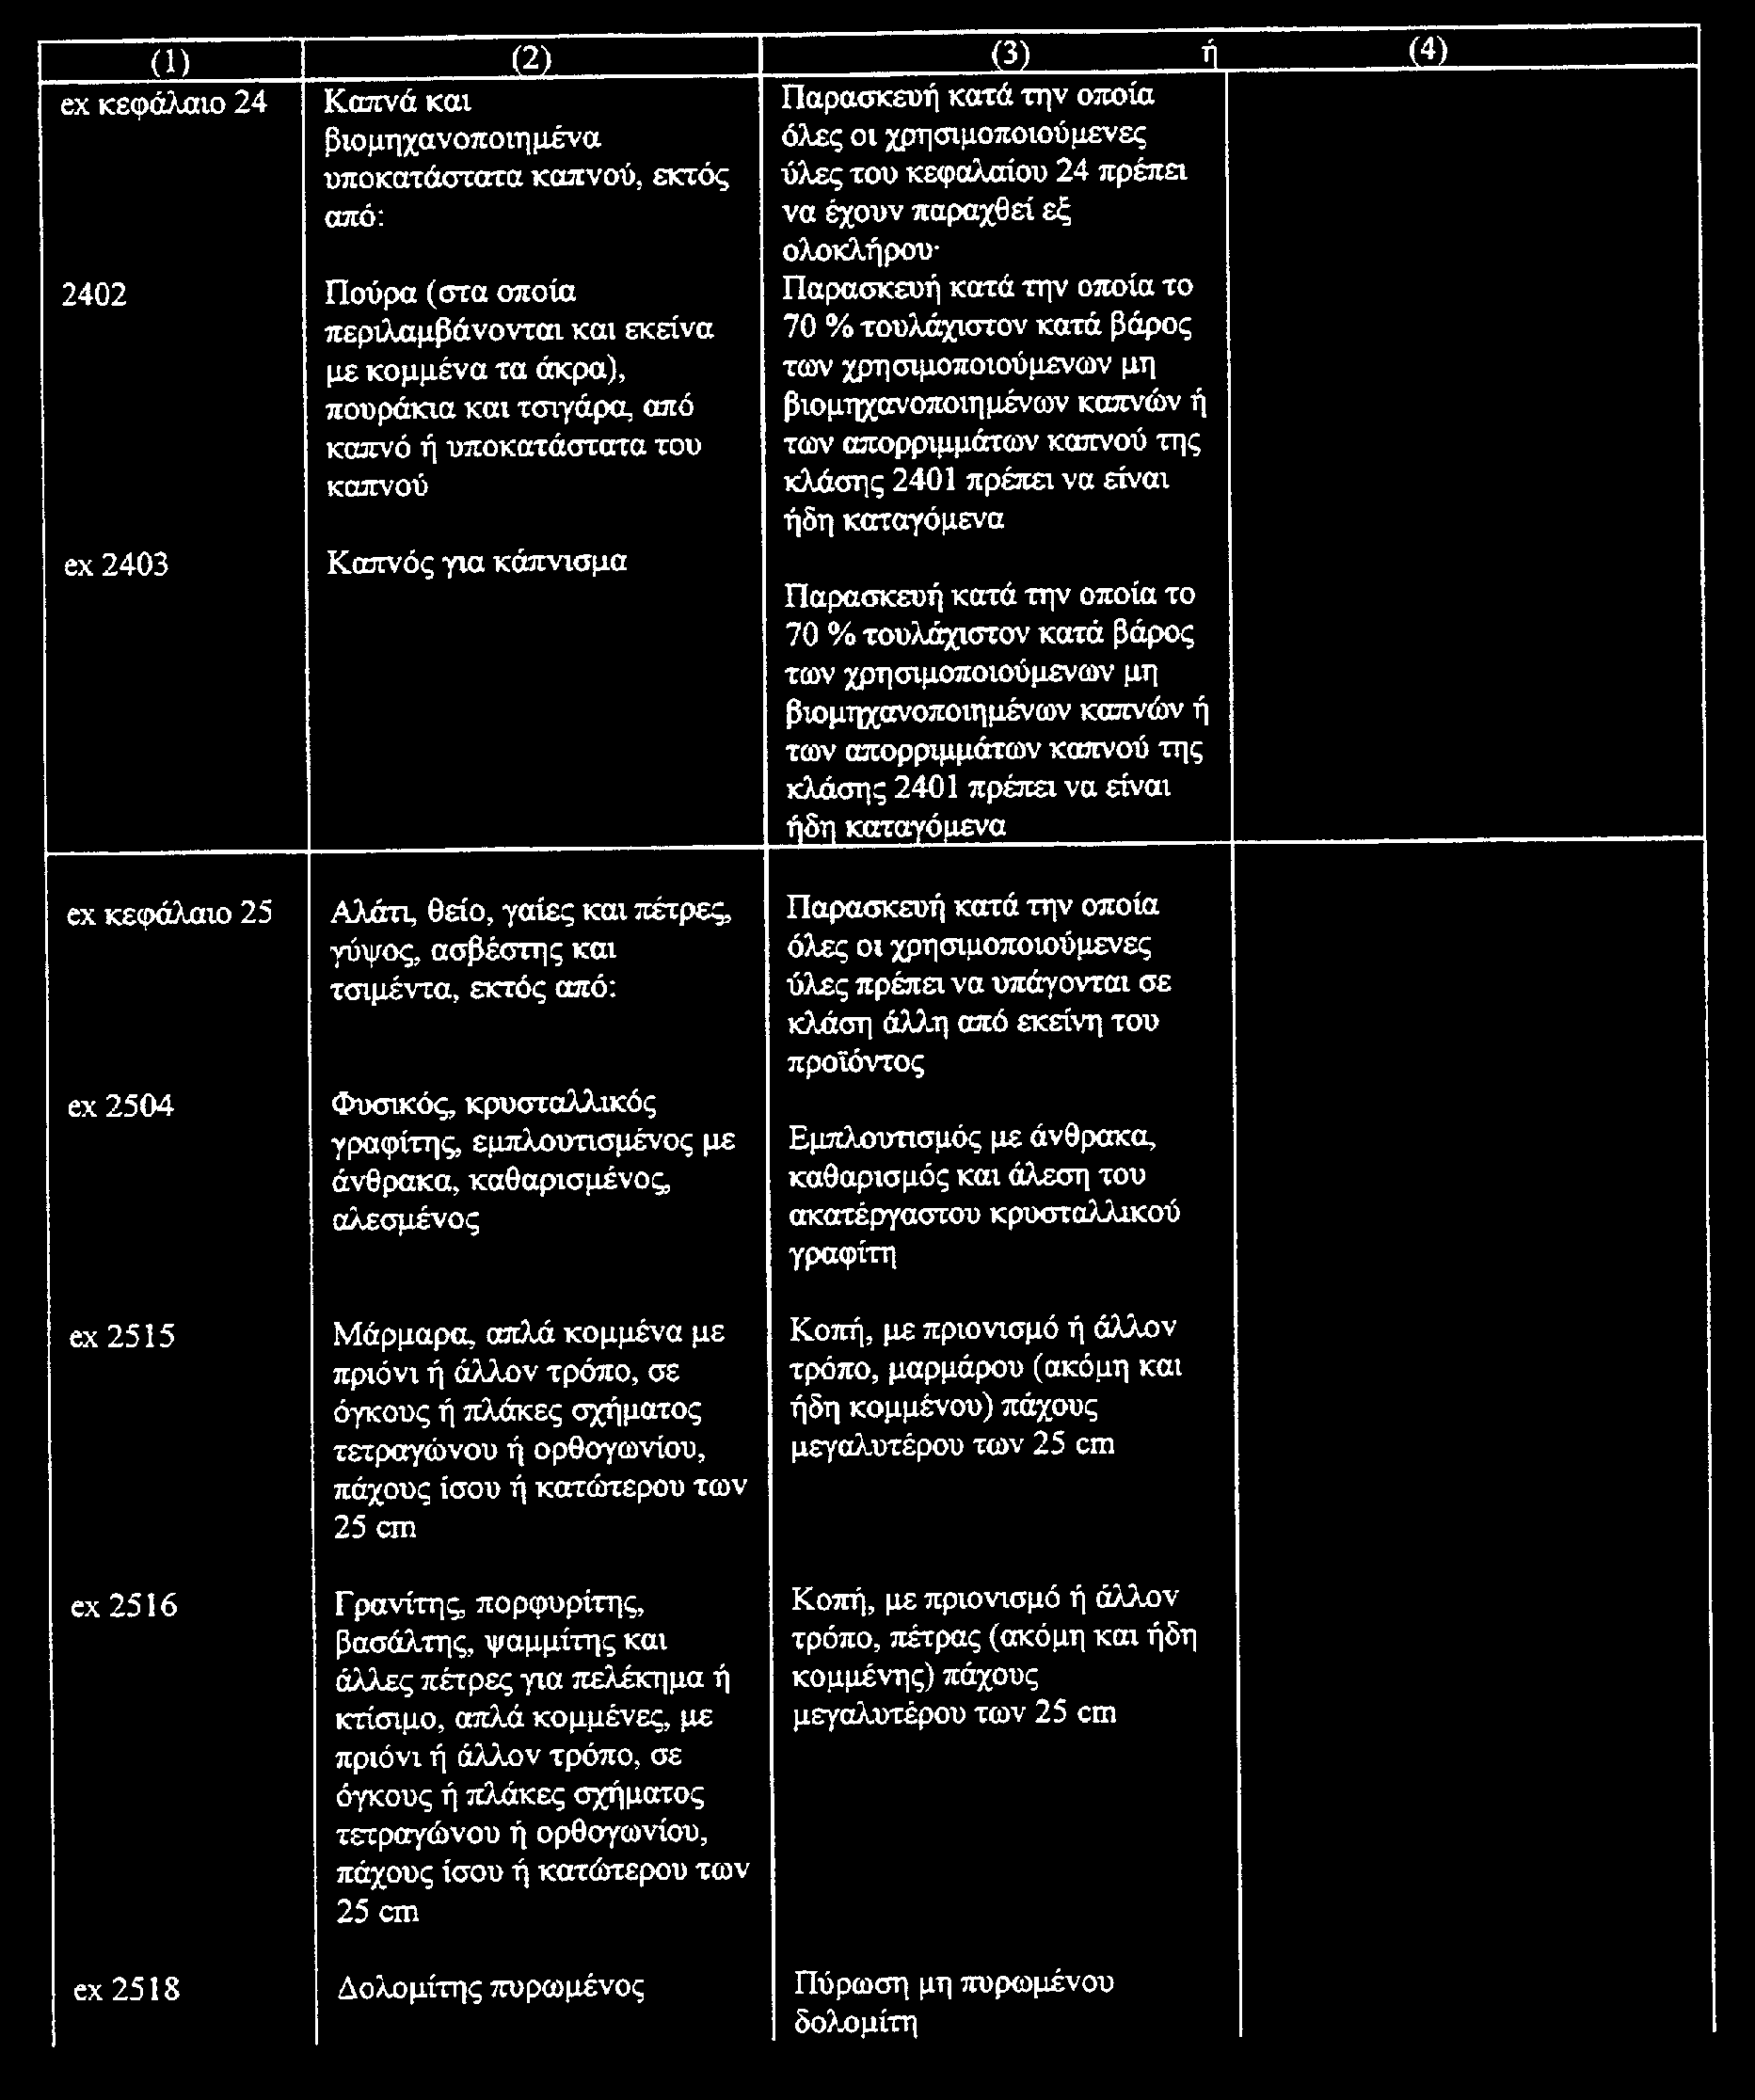 (1) (2) (3) ή (4)
ex κεφάλαιο 24
Καπνά και
βιομηχανοποιημένα
υποκατάστατα καπνού, εκτός
από:
Παρασκευή κατά την οποία
όλες οι χρησιμοποιούμενες
ύλες του κεφαλαίου 24 πρέπει
να έχουν παραχθεί εξ
ολοκλήρου·
2402
Πούρα (στα οποία
περιλαμβάνονται και εκείνα
με κομμένα τα άκρα),
πουράκια και τσιγάρα, από
καπνό ή υποκατάστατα του
καπνού
Παρασκευή κατά την οποία το
70 % τουλάχιστον κατά βάρος
των χρησιμοποιούμενων μη
βιομηχανοποιημένων καπνών ή
των απορριμμάτων καπνού της
κλάσης 2401 πρέπει να είναι
ήδη καταγόμενα
ex 2403
Καπνός για κάπνισμα
Παρασκευή κατά την οποία το
70 % τουλάχιστον κατά βάρος
των χρησιμοποιούμενων μη
βιομηχανοποιημένων καπνών ή
των απορριμμάτων καπνού της
κλάσης 2401 πρέπει να είναι
ήδη καταγόμενα
ex κεφάλαιο 25
Αλάτι, θείο, γαίες και πέτρες,
γύψος, ασβέστης και
τσιμέντα, εκτός από:
Παρασκευή κατά την οποία
όλες οι χρησιμοποιούμενες
ύλες πρέπει να υπάγονται σε
κλάση άλλη από εκείνη του
προϊόντος
ex 2504
Φυσικός, κρυσταλλικός
γραφίτης, εμπλουτισμένος με
άνθρακα, καθαρισμένος,
αλεσμένος
Εμπλουτισμός με άνθρακα,
καθαρισμός και άλεση του
ακατέργαστου κρυσταλλικού
γραφίτη
ex 2515
Μάρμαρα, απλά κομμένα με
πριόνι ή άλλον τρόπο, σε
όγκους ή πλάκες σχήματος
τετραγώνου ή ορθογωνίου,
πάχους ίσου ή κατώτερου των
25 cm
Κοπή, με πριονισμό ή άλλον
τρόπο, μαρμάρου (ακόμη και
ήδη κομμένου) πάχους
μεγαλυτέρου των 25 cm
ex 2516
Γρανίτης, πορφυρίτης,
βασάλτης, ψαμμίτης και
άλλες πέτρες για πελέκημα ή
κτίσιμο, απλά κομμένες, με
πριόνι ή άλλον τρόπο, σε
όγκους ή πλάκες σχήματος
τετραγώνου ή ορθογωνίου,
πάχους ίσου ή κατώτερου των
25 cm
Κοπή, με πριονισμό ή άλλον
τρόπο, πέτρας (ακόμη και ήδη
κομμένης) πάχους
μεγαλυτέρου των 25 cm
ex 2518
Δολομίτης πυρωμένος
Πύρωση μη πυρωμένου
δολομίτη